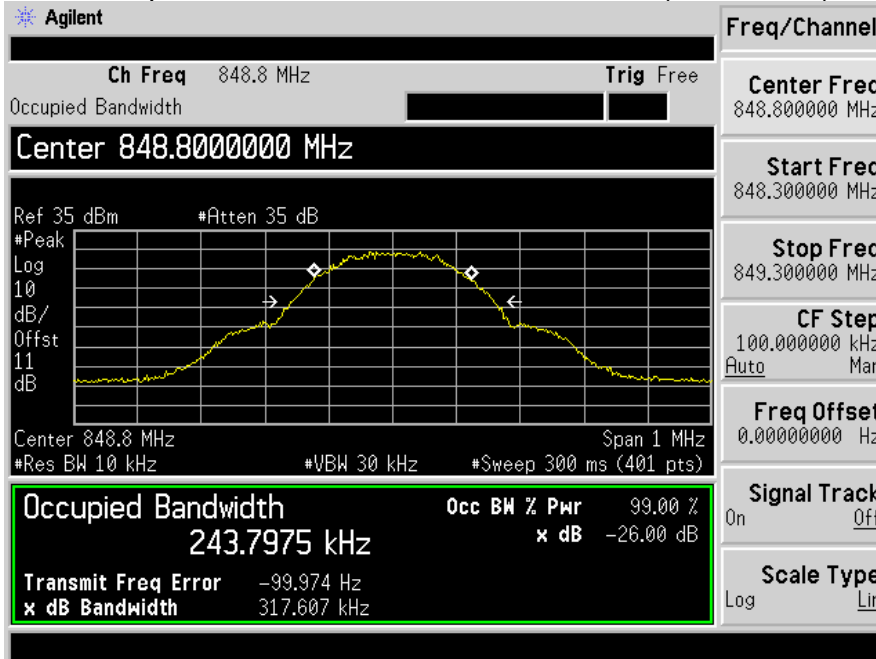 Agilent
Ch Freq 848.8 MHz Trig Free
Occupied Bandwidth
Center 848.8000000 MHz
Ref 35 dBm #Atten 35 dB
#Peak
Log
10
dB/
Offst
11
dB
Center 848.8 MHz Span 1 MHz
#Res BW 10 kHz #VBW 30 kHz #Sweep 300 ms (401 pts)
Occupied Bandwidth Occ BW % Pwr 99.00 %
243.7975 kHz x dB -26.00 dB
Transmit Freq Error -99.974 Hz
x dB Bandwidth 317.607 kHz
Freq/Channel
Center Freq
848.800000 MHz
Start Freq
848.300000 MHz
Stop Freq
849.300000 MHz
CF Step
100.000000 kHz
Auto Man
Freq Offset
0.00000000 Hz
Signal Track
On Off
Scale Type
Log Lin